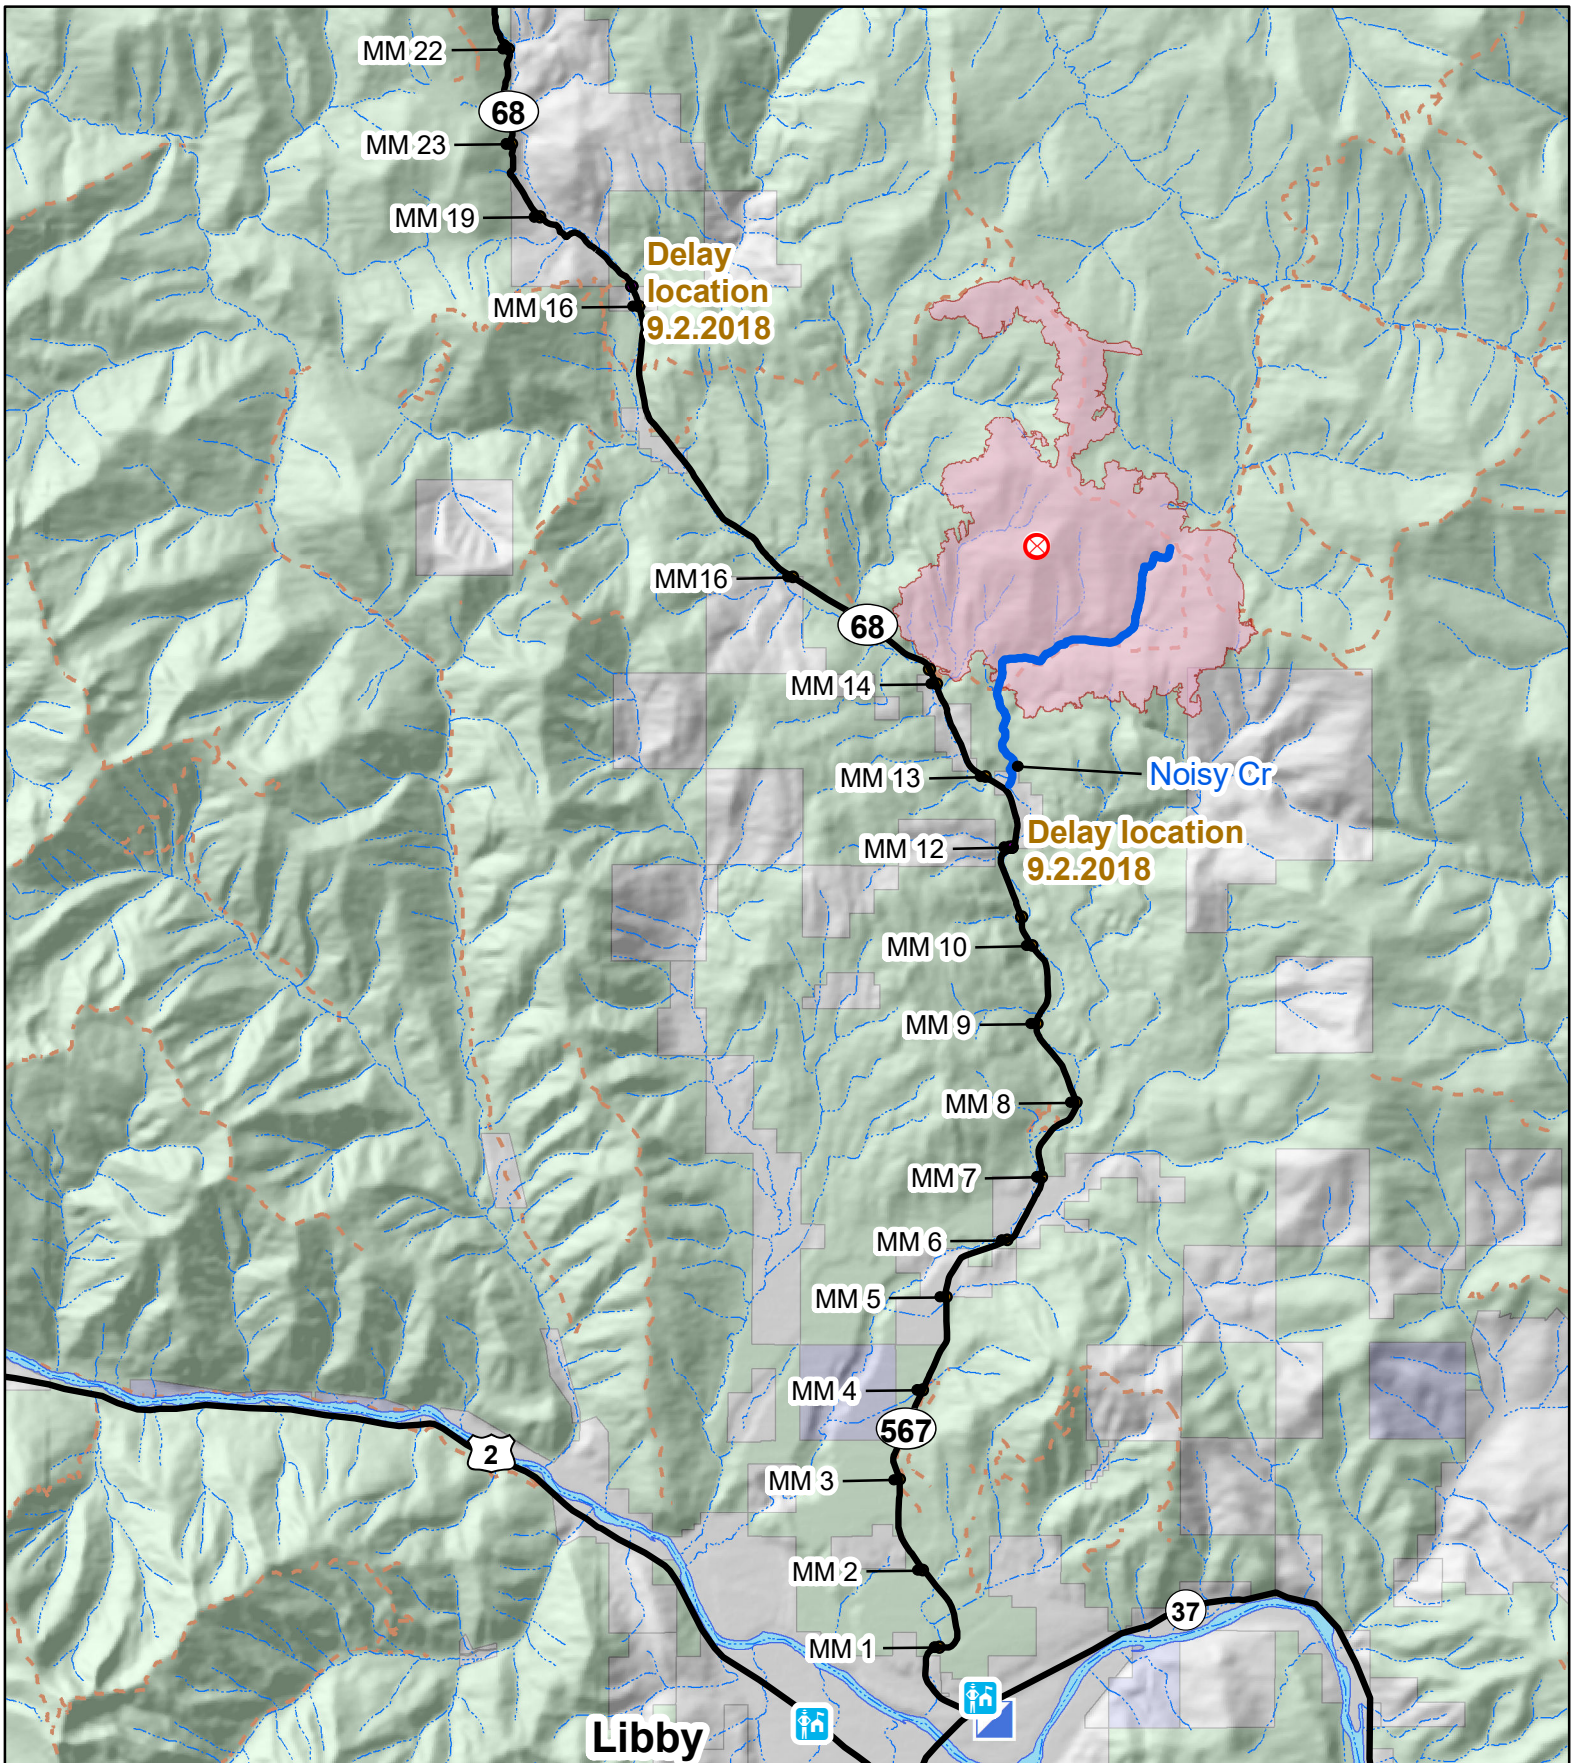 MM 22
68
MM 23
MM 19
Delay
location
9.2.2018
MM 16
MM16
68
MM 14
MM 13
Noisy Cr
MM 12
Delay location
9.2.2018
MM 10
MM 9
MM 8
MM 7
MM 6
MM 5
MM 4
567
2
MM 3
MM 2
37
MM 1
Libby